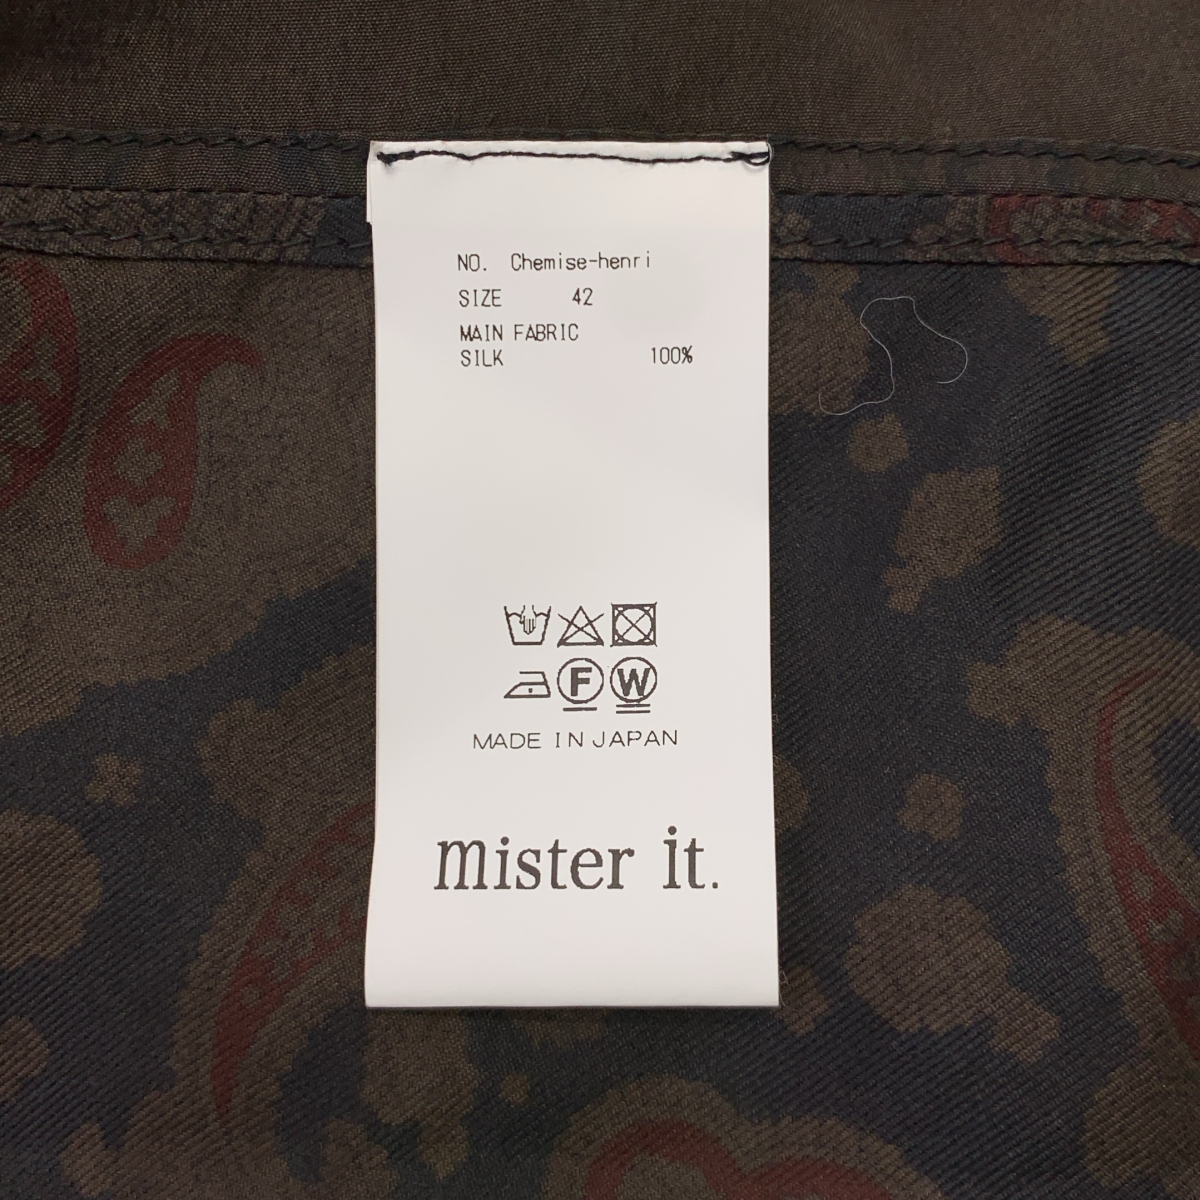 NO. Chemise-henri
SIZE 42
MAIN FABRIC
SILK 100%
F W
MADE IN JAPAN
mister it.